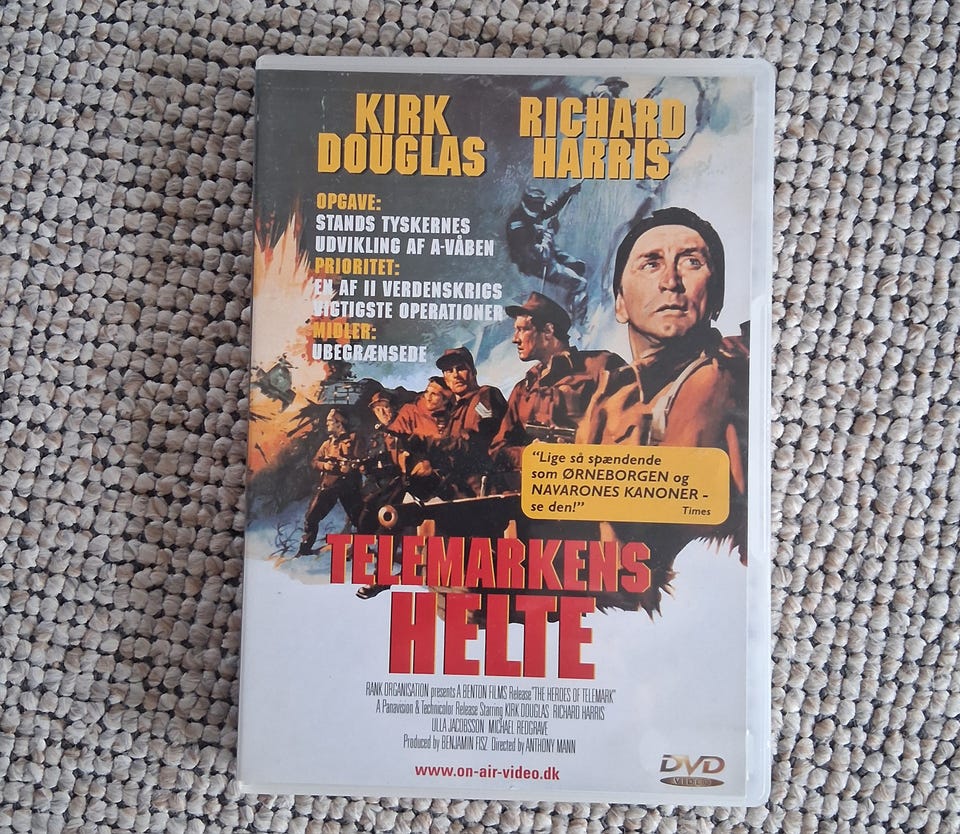 KIRK
DOUGLAS
RICHARD
HARRIS
OPGAVE:
STANDS TYSKERNES
UDVIKLING AF A-VÅBEN
PRIORITET:
EN AF II VERDENSKRIGS
VIGTIGSTE OPERATIONER
MIDLER:
UBEGRÆNSEDE
“Lige så spændende
som ØRNEBORGEN og
NAVARONES KANONER -
se den!”
Times
TELEMARKENS
HELTE
RANK ORGANISATION presents A BENTON FILMS Release "THE HEROES OF TELEMARK"
A Panavision & Technicolor Release Starring KIRK DOUGLAS RICHARD HARRIS
ULLA JACOBSSON MICHAEL REDGRAVE
Produced by BENJAMIN FISZ Directed by ANTHONY MANN
www.on-air-video.dk
DVD
VIDEO